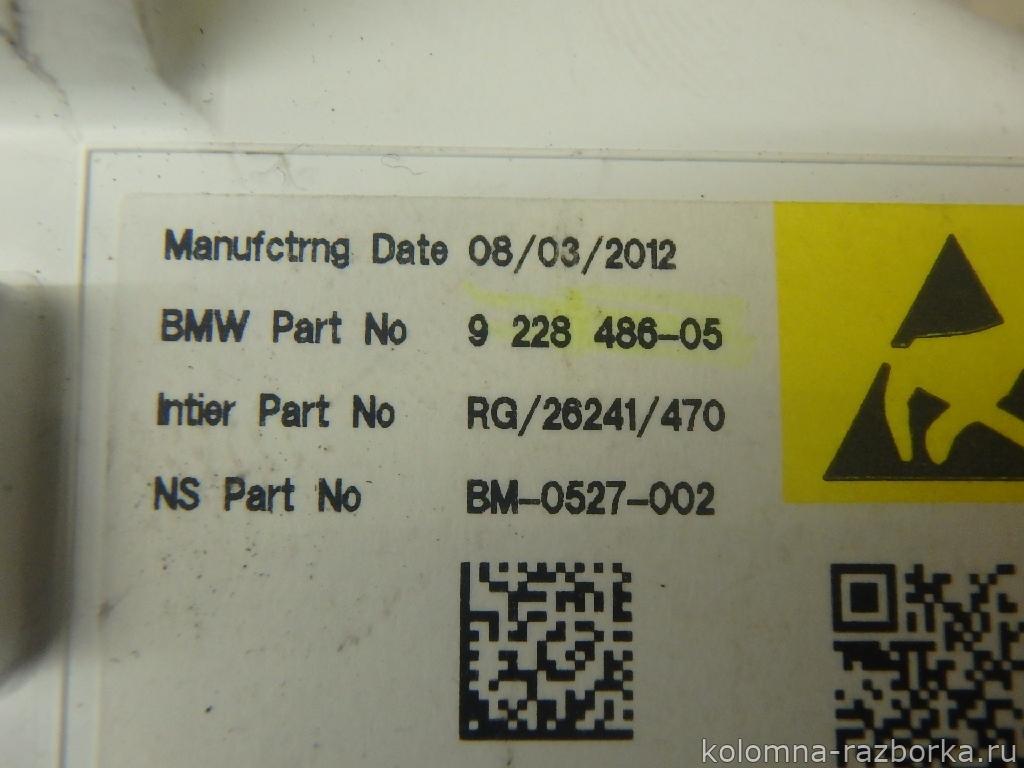 Manufctrng Date 08/03/2012
BMW Part No 9 228 486-05
Intier Part No RG/26241/470
NS Part No BM-0527-002
kolomna-razborka.ru